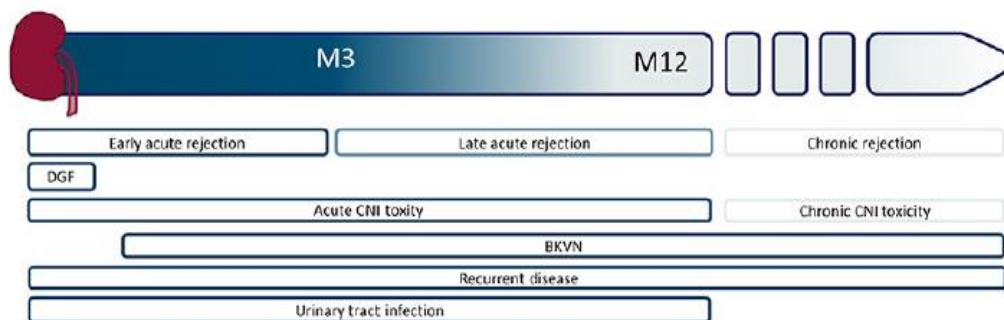 M3
M12
Early acute rejection
Late acute rejection
Chronic rejection
DGF
Acute CNI toxity
Chronic CNI toxicity
BKVN
Recurrent disease
Urinary tract infection